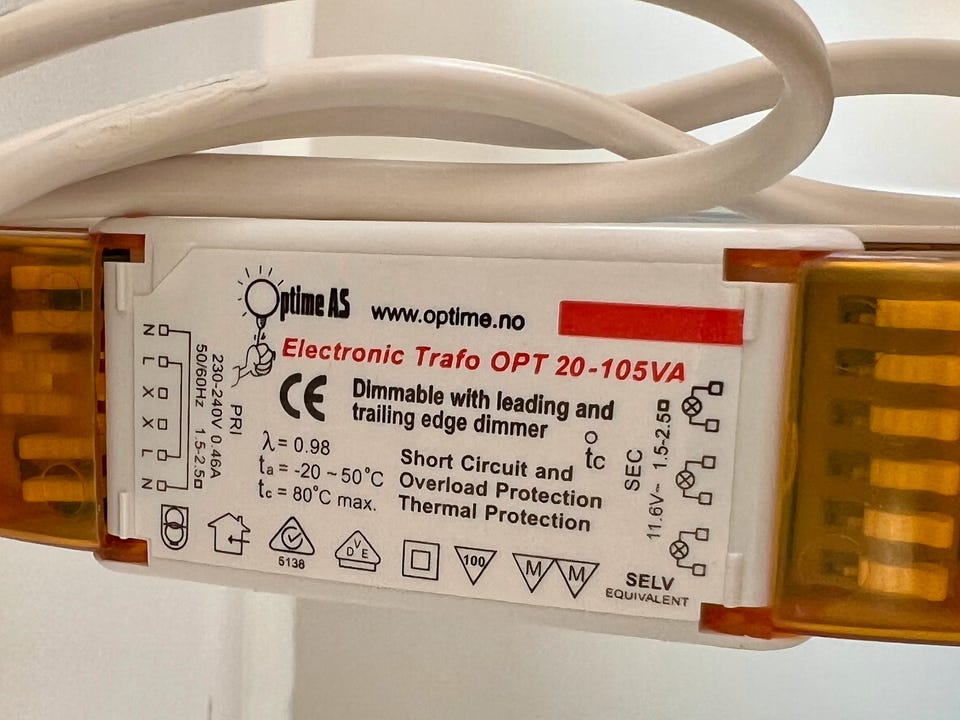 Optime AS www.optime.no
Electronic Trafo OPT 20-105VA
CE
Dimmable with leading and
trailing edge dimmer
λ = 0.98
ta = -20 ~ 50°C
tc = 80°C max.
Short Circuit and
Overload Protection
Thermal Protection
tc
N
L
X
X
L
N
PRI
230-240V 0.46A
50/60Hz 1.5-2.5
SEC
11.6V~ 1.5-2.5
5138
VDE
100
M M
SELV
EQUIVALENT